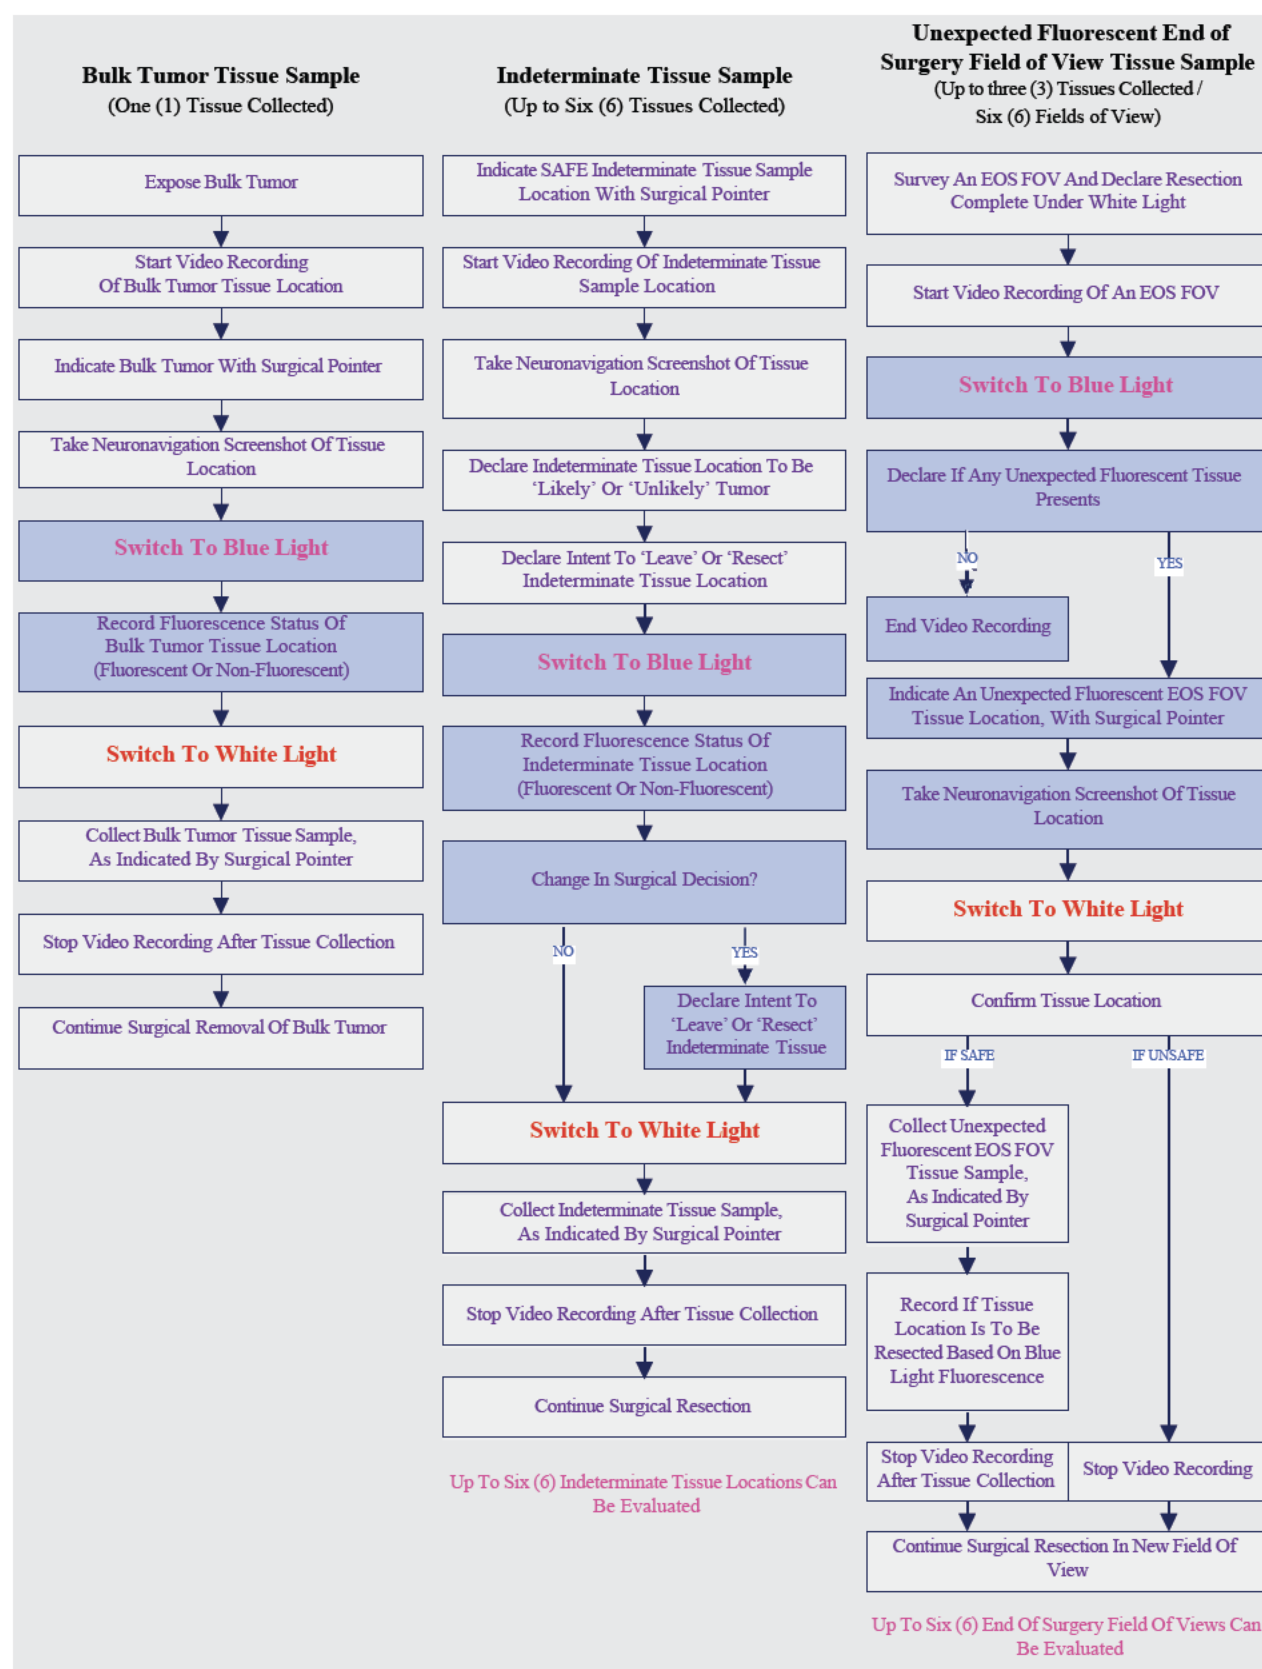 Bulk Tumor Tissue Sample
(One (1) Tissue Collected)
Expose Bulk Tumor
Start Video Recording
Of Bulk Tumor Tissue Location
Indicate Bulk Tumor With Surgical Pointer
Take Neuronavigation Screenshot Of Tissue
Location
Switch To Blue Light
Record Fluorescence Status Of
Bulk Tumor Tissue Location
(Fluorescent Or Non-Fluorescent)
Switch To White Light
Collect Bulk Tumor Tissue Sample,
As Indicated By Surgical Pointer
Stop Video Recording After Tissue Collection
Continue Surgical Removal Of Bulk Tumor
Indeterminate Tissue Sample
(Up to Six (6) Tissues Collected)
Indicate SAFE Indeterminate Tissue Sample
Location With Surgical Pointer
Start Video Recording Of Indeterminate Tissue
Sample Location
Take Neuronavigation Screenshot Of Tissue
Location
Declare Indeterminate Tissue Location To Be
‘Likely’ Or ‘Unlikely’ Tumor
Declare Intent To ‘Leave’ Or ‘Resect’
Indeterminate Tissue Location
Switch To Blue Light
Record Fluorescence Status Of
Indeterminate Tissue Location
(Fluorescent Or Non-Fluorescent)
Change In Surgical Decision?
NO
YES
Declare Intent To
‘Leave’ Or ‘Resect’
Indeterminate Tissue
Switch To White Light
Collect Indeterminate Tissue Sample,
As Indicated By Surgical Pointer
Stop Video Recording After Tissue Collection
Continue Surgical Resection
Up To Six (6) Indeterminate Tissue Locations Can
Be Evaluated
Unexpected Fluorescent End of
Surgery Field of View Tissue Sample
(Up to three (3) Tissues Collected /
Six (6) Fields of View)
Survey An EOS FOV And Declare Resection
Complete Under White Light
Start Video Recording Of An EOS FOV
Switch To Blue Light
Declare If Any Unexpected Fluorescent Tissue
Presents
NO
YES
End Video Recording
Indicate An Unexpected Fluorescent EOS FOV
Tissue Location, With Surgical Pointer
Take Neuronavigation Screenshot Of Tissue
Location
Switch To White Light
Confirm Tissue Location
IF SAFE
IF UNSAFE
Collect Unexpected
Fluorescent EOS FOV
Tissue Sample,
As Indicated By
Surgical Pointer
Record If Tissue
Location Is To Be
Resected Based On Blue
Light Fluorescence
Stop Video Recording
After Tissue Collection
Stop Video Recording
Continue Surgical Resection In New Field Of
View
Up To Six (6) End Of Surgery Field Of Views Can
Be Evaluated